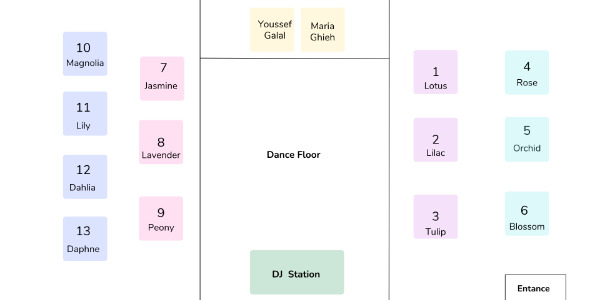 Youssef
Galal
Maria
Ghieh
10
Magnolia
7
Jasmine
1
Lotus
4
Rose
11
Lily
8
Lavender
2
Lilac
5
Orchid
Dance Floor
12
Dahlia
9
Peony
3
Tulip
6
Blossom
13
Daphne
DJ Station
Entance